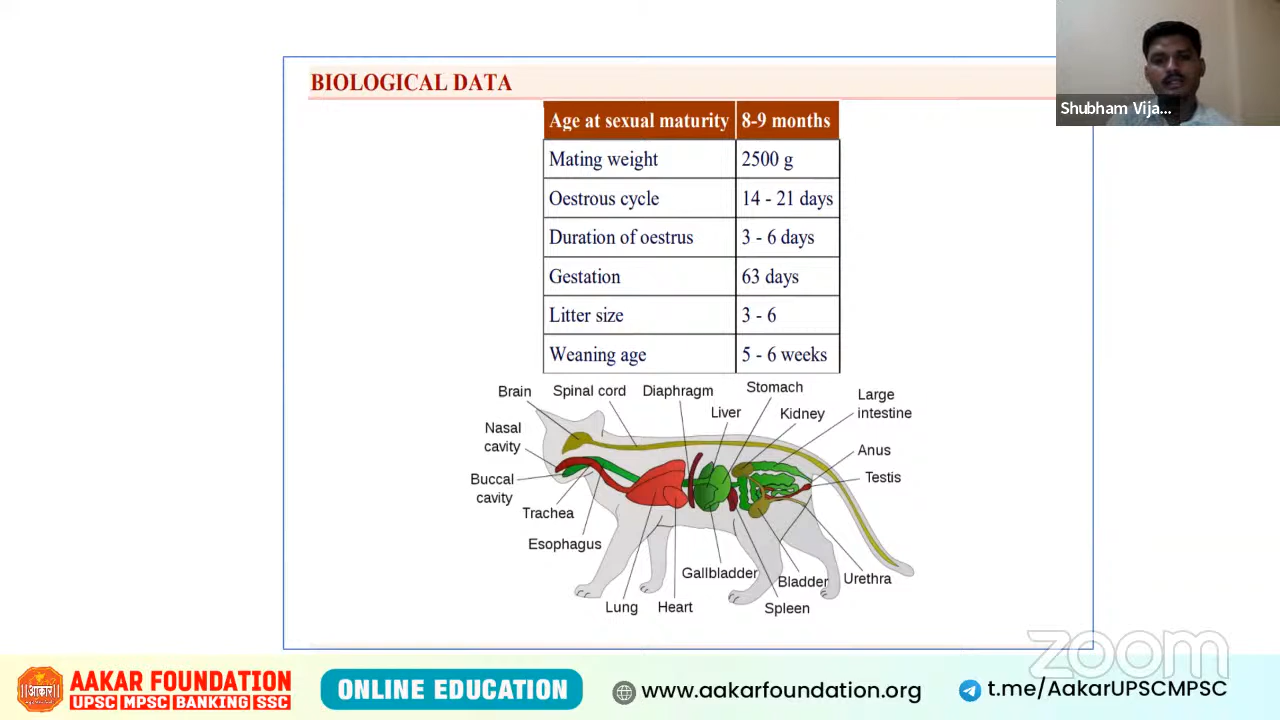 Shubham Vija...
BIOLOGICAL DATA
Age at sexual maturity 8-9 months
Mating weight 2500 g
Oestrous cycle 14 - 21 days
Duration of oestrus 3 - 6 days
Gestation 63 days
Litter size 3 - 6
Weaning age 5 - 6 weeks
Brain
Spinal cord
Diaphragm
Stomach
Liver
Kidney
Large
intestine
Nasal
cavity
Anus
Buccal
cavity
Testis
Trachea
Esophagus
Gallbladder
Bladder
Urethra
Lung
Heart
Spleen
zoom
आकार
AAKAR FOUNDATION
UPSC MPSC BANKING SSC
ONLINE EDUCATION
www.aakarfoundation.org
t.me/AakarUPSCMPSC